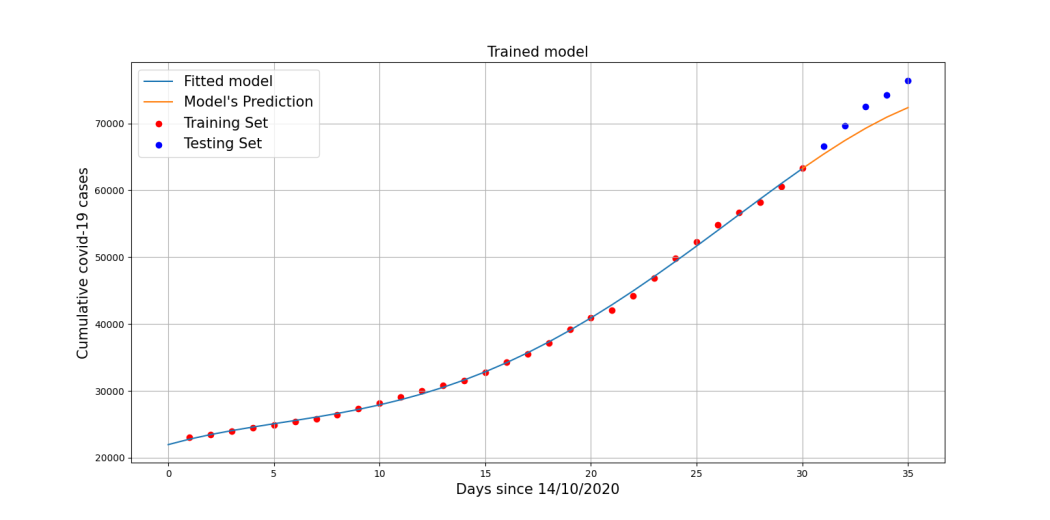 Trained model
Fitted model
Model's Prediction
Training Set
Testing Set
Cumulative covid-19 cases
70000
60000
50000
40000
30000
20000
0 5 10 15 20 25 30 35
Days since 14/10/2020